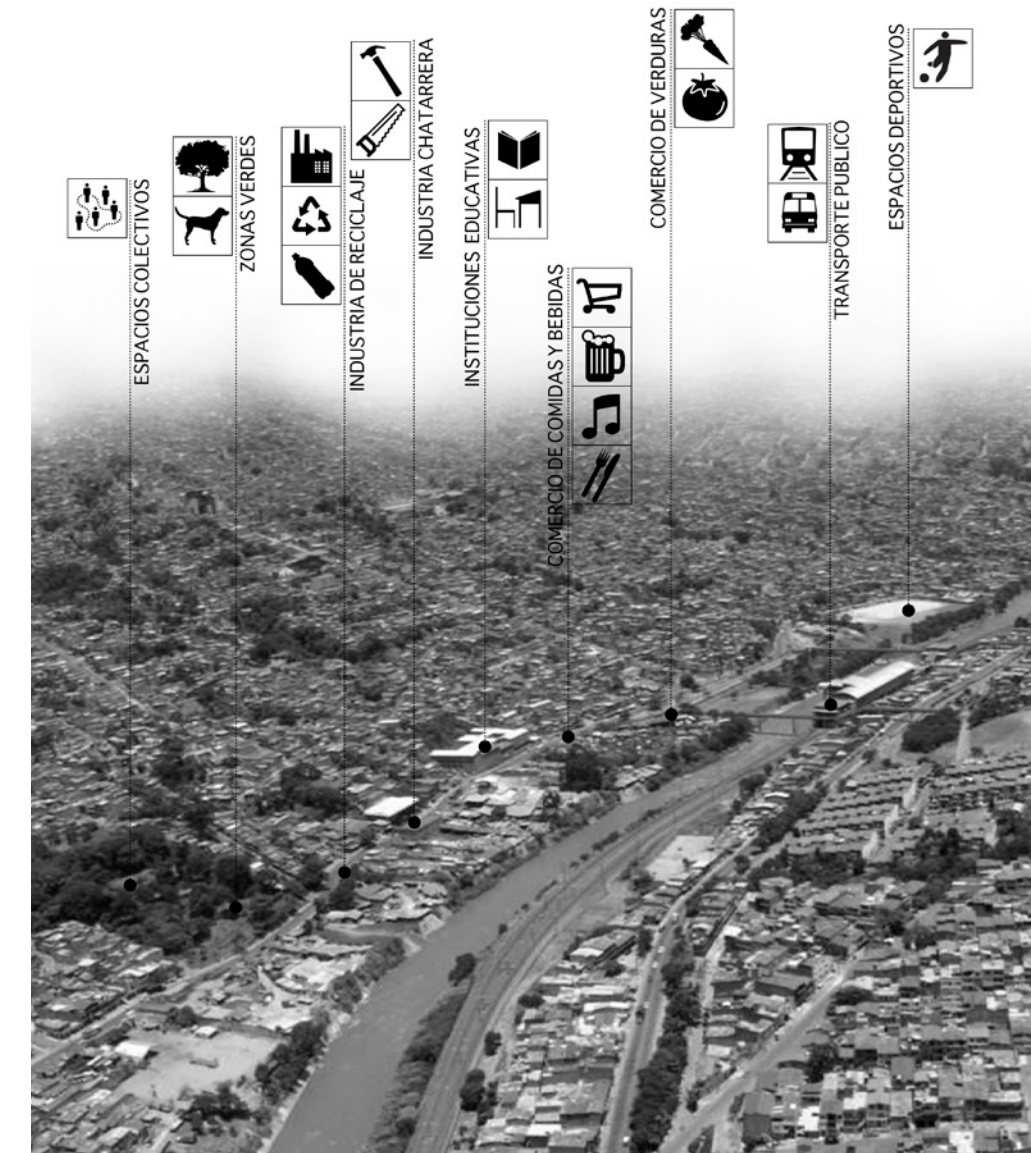 ESPACIOS COLECTIVOS
ZONAS VERDES
INDUSTRIA DE RECICLAJE
INDUSTRIA CHATARRERA
INSTITUCIONES EDUCATIVAS
COMERCIO DE COMIDAS Y BEBIDAS
COMERCIO DE VERDURAS
TRANSPORTE PUBLICO
ESPACIOS DEPORTIVOS